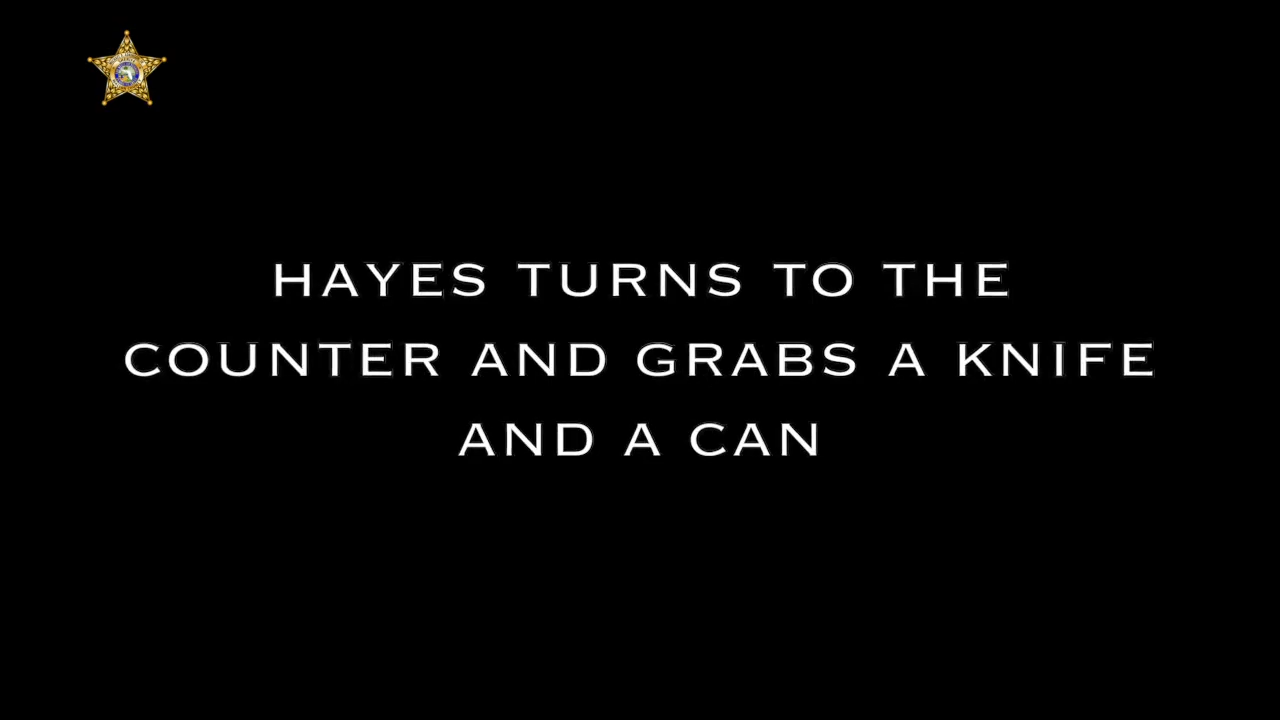 HAYES TURNS TO THE
COUNTER AND GRABS A KNIFE
AND A CAN